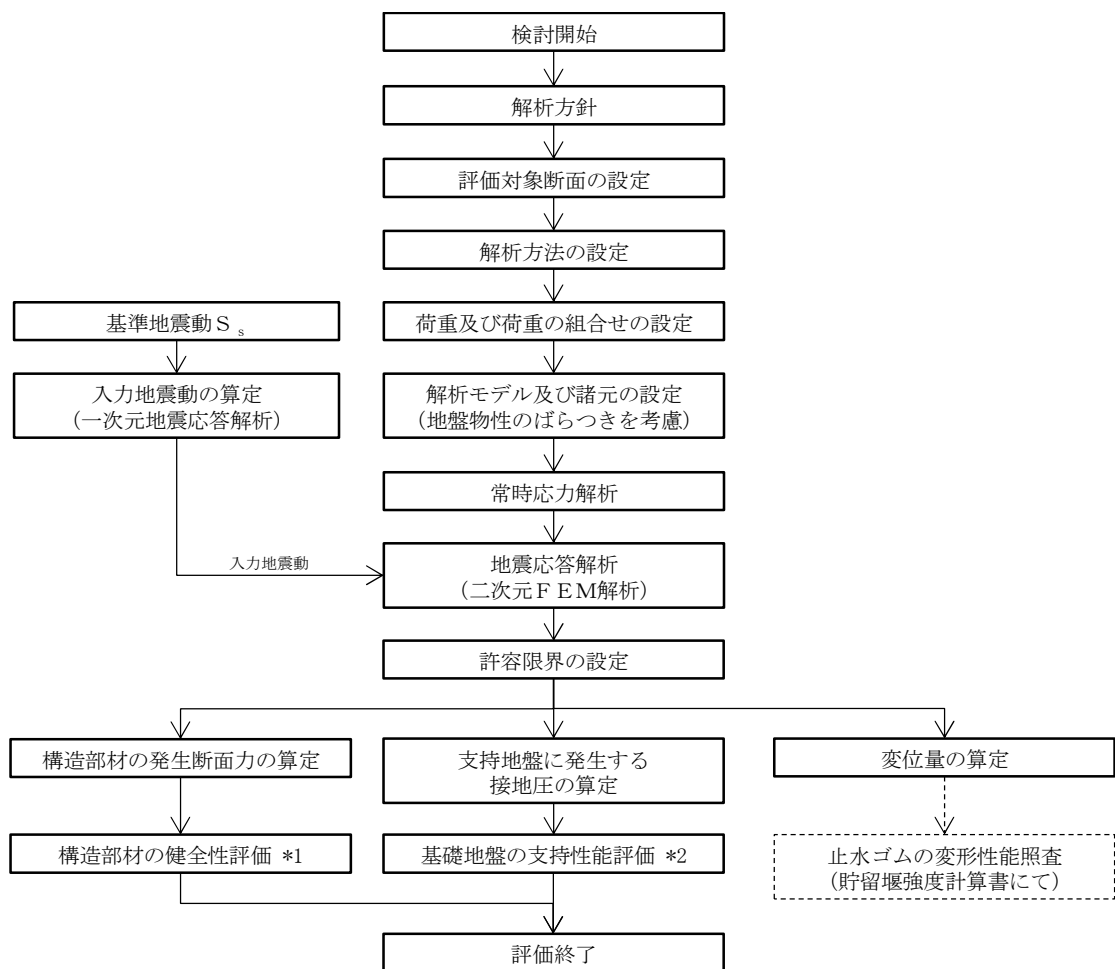 検討開始
解析方針
評価対象断面の設定
解析方法の設定
基準地震動Ｓｓ
荷重及び荷重の組合せの設定
入力地震動の算定
（一次元地震応答解析）
解析モデル及び諸元の設定
（地盤物性のばらつきを考慮）
常時応力解析
入力地震動
地震応答解析
（二次元ＦＥＭ解析）
許容限界の設定
構造部材の発生断面力の算定
支持地盤に発生する
接地圧の算定
変位量の算定
構造部材の健全性評価 *1
基礎地盤の支持性能評価 *2
止水ゴムの変形性能照査
（貯留堰強度計算書にて）
評価終了